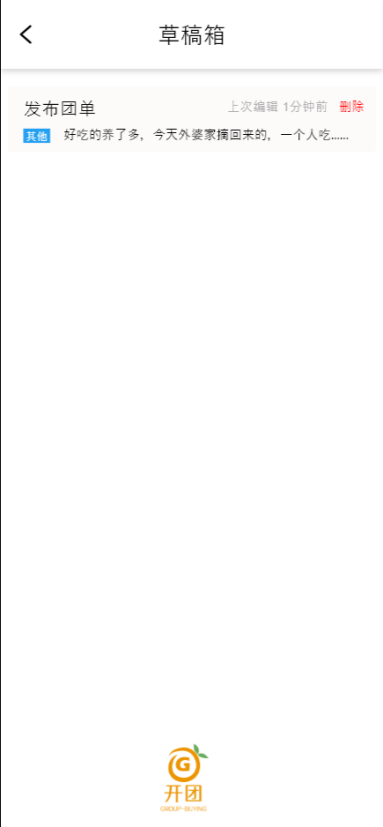 草稿箱
发布团单 上次编辑 1分钟前 删除
其他 好吃的养了多，今天外婆家摘回来的，一个人吃......
G
开团
GROUP-BUYING